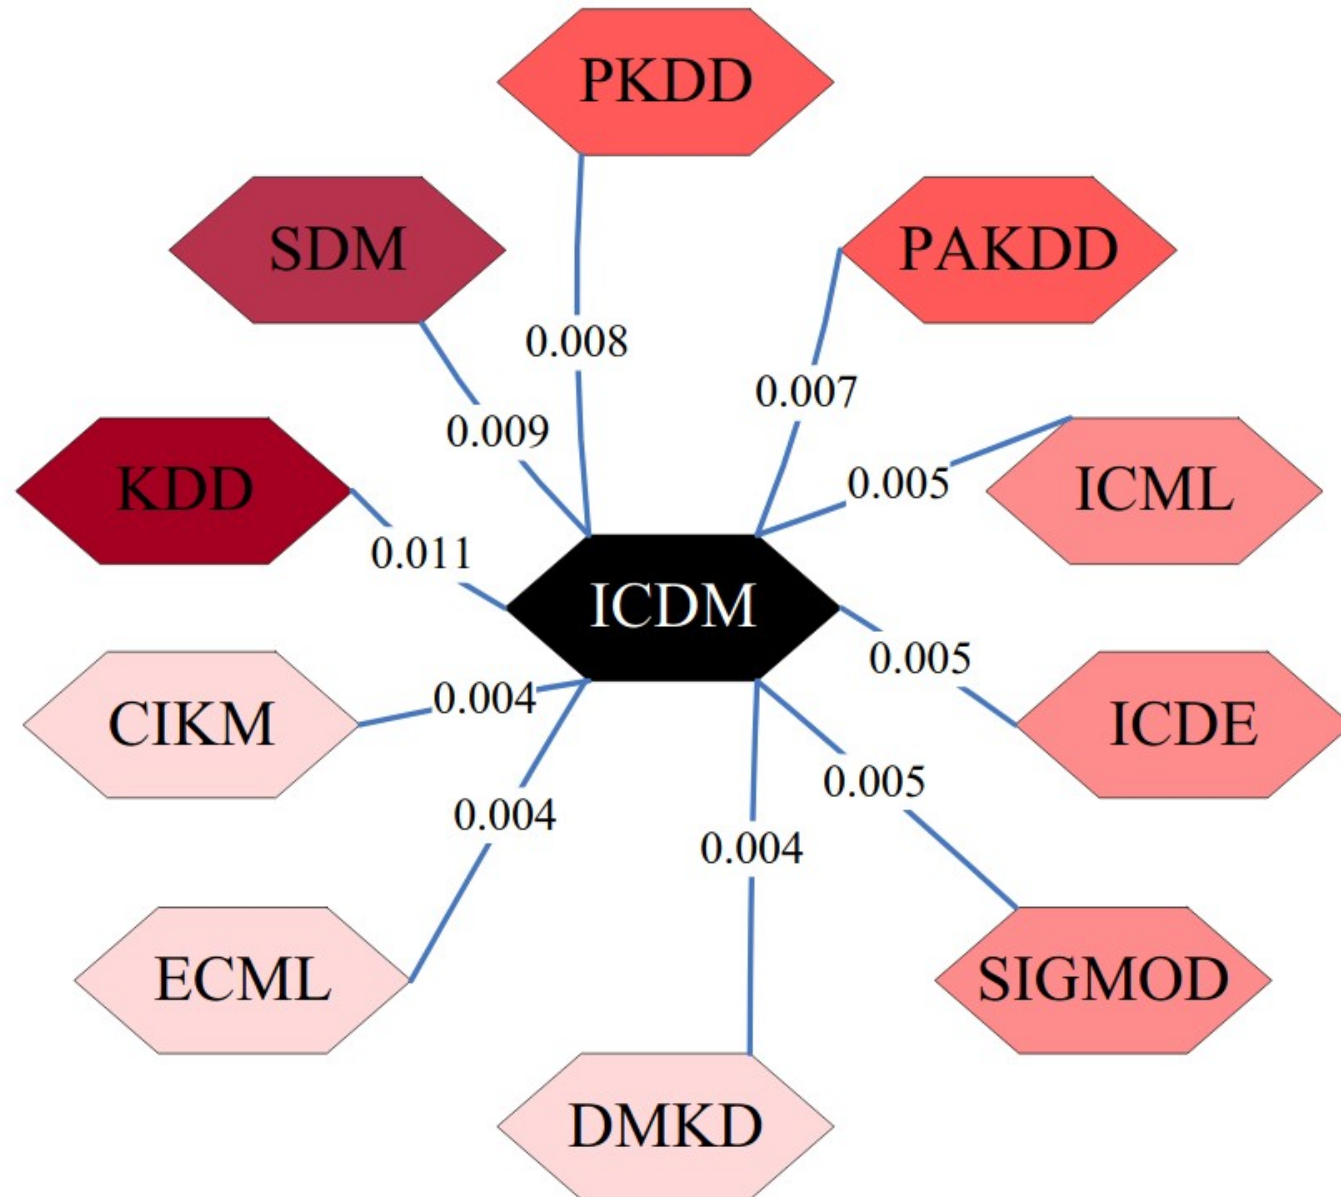 PKDD
SDM
PAKDD
0.008
0.007
0.009
KDD
0.005
ICML
0.011
ICDM
0.005
CIKM
0.004
ICDE
0.005
0.004
0.004
ECML
SIGMOD
DMKD